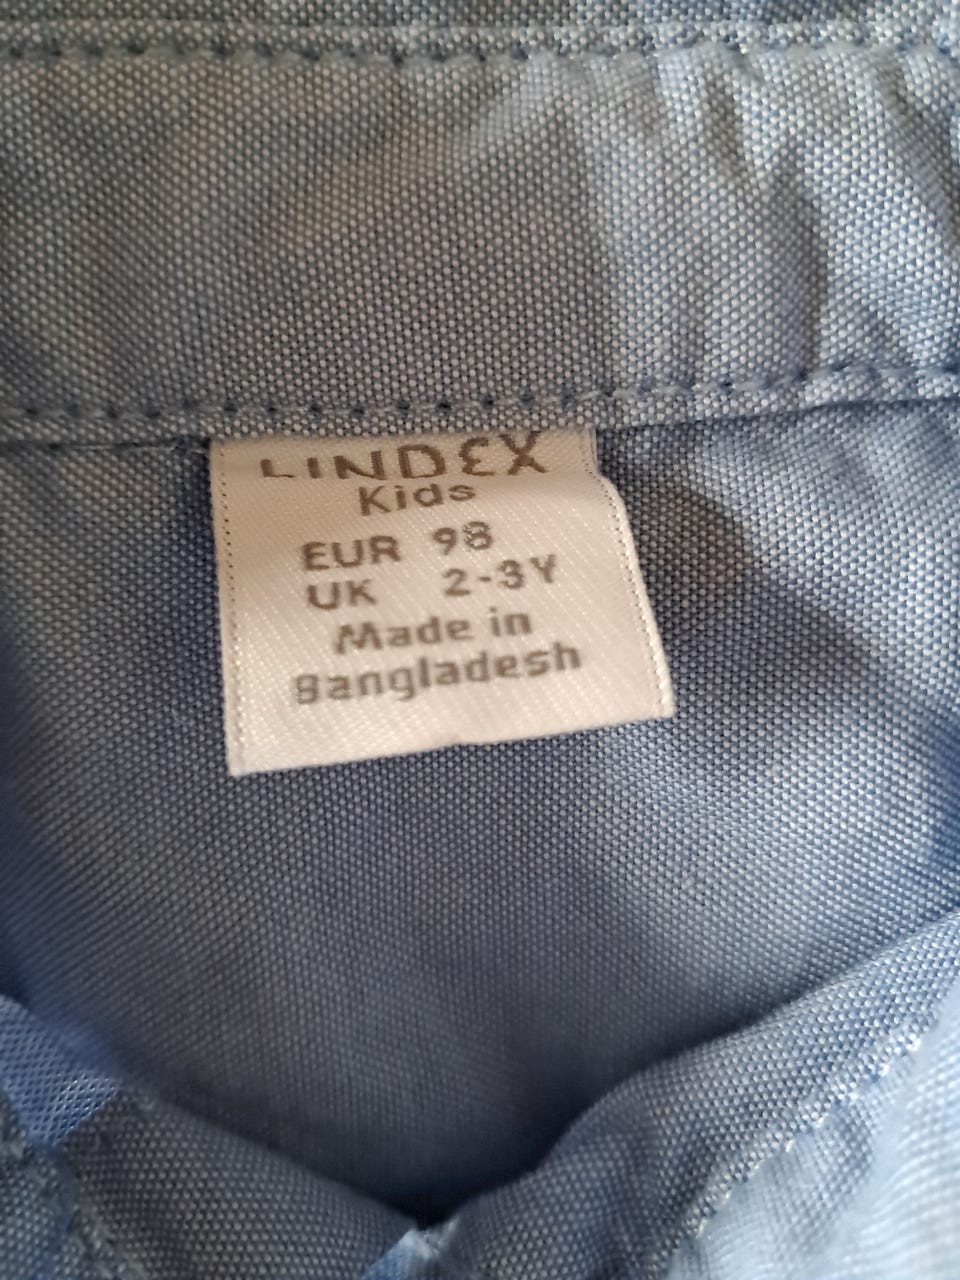 LINDEX
Kids
EUR 98
UK 2-3Y
Made in
Bangladesh